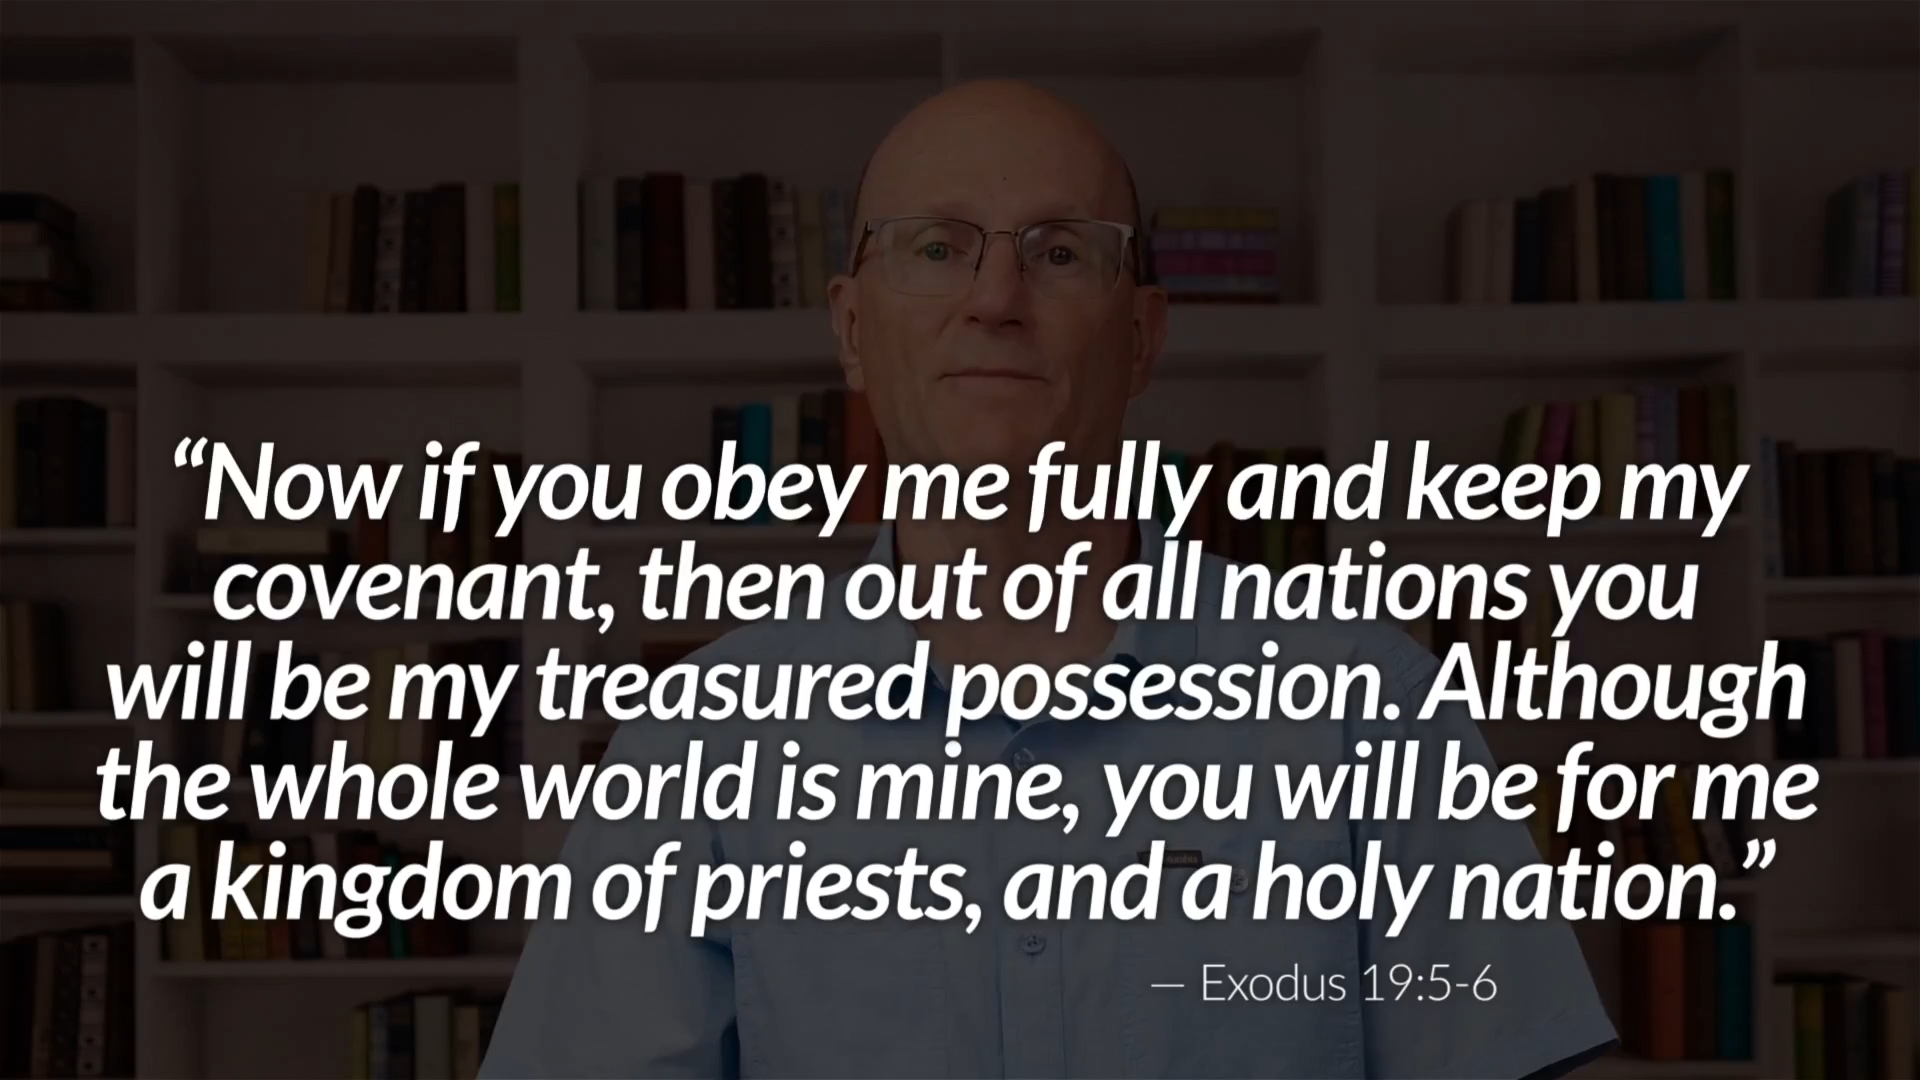 “Now if you obey me fully and keep my
covenant, then out of all nations you
will be my treasured possession. Although
the whole world is mine, you will be for me
a kingdom of priests, and a holy nation.”
— Exodus 19:5-6